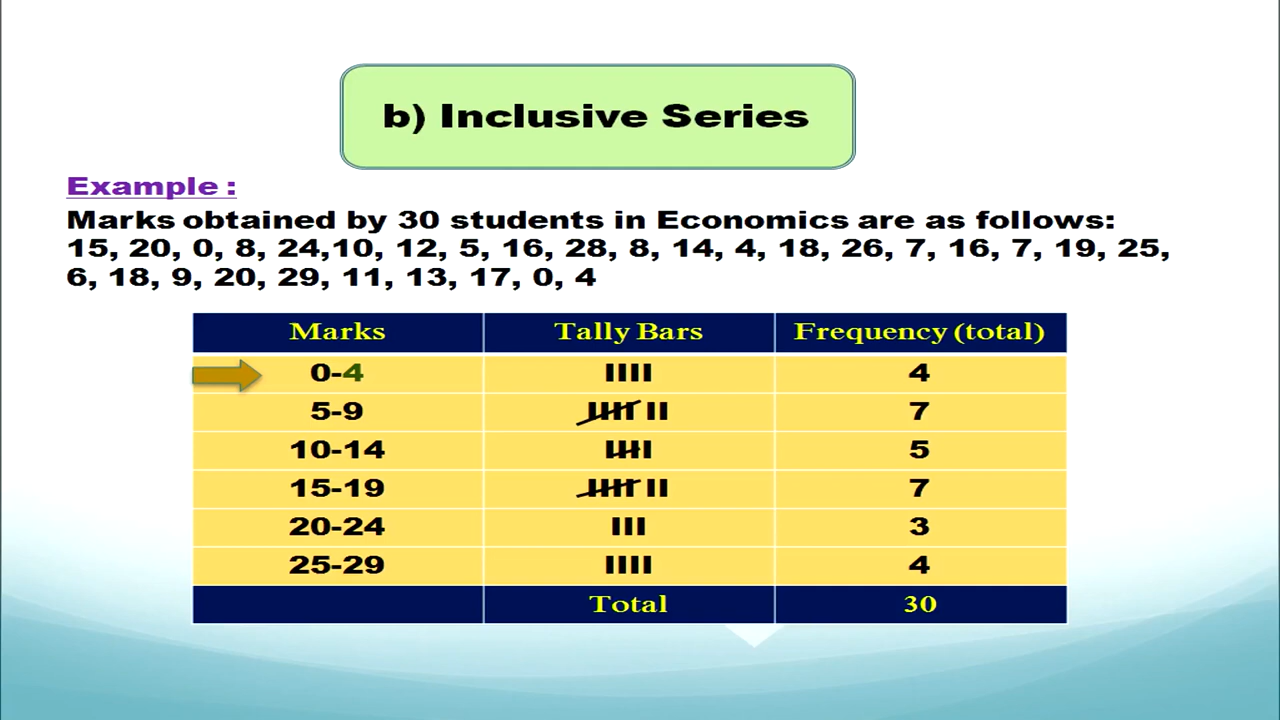 b) Inclusive Series
Example :
Marks obtained by 30 students in Economics are as follows:
15, 20, 0, 8, 24,10, 12, 5, 16, 28, 8, 14, 4, 18, 26, 7, 16, 7, 19, 25,
6, 18, 9, 20, 29, 11, 13, 17, 0, 4
Marks Tally Bars Frequency (total)
0-4 IIII 4
5-9 IIII II 7
10-14 IIII 5
15-19 IIII II 7
20-24 III 3
25-29 IIII 4
Total 30